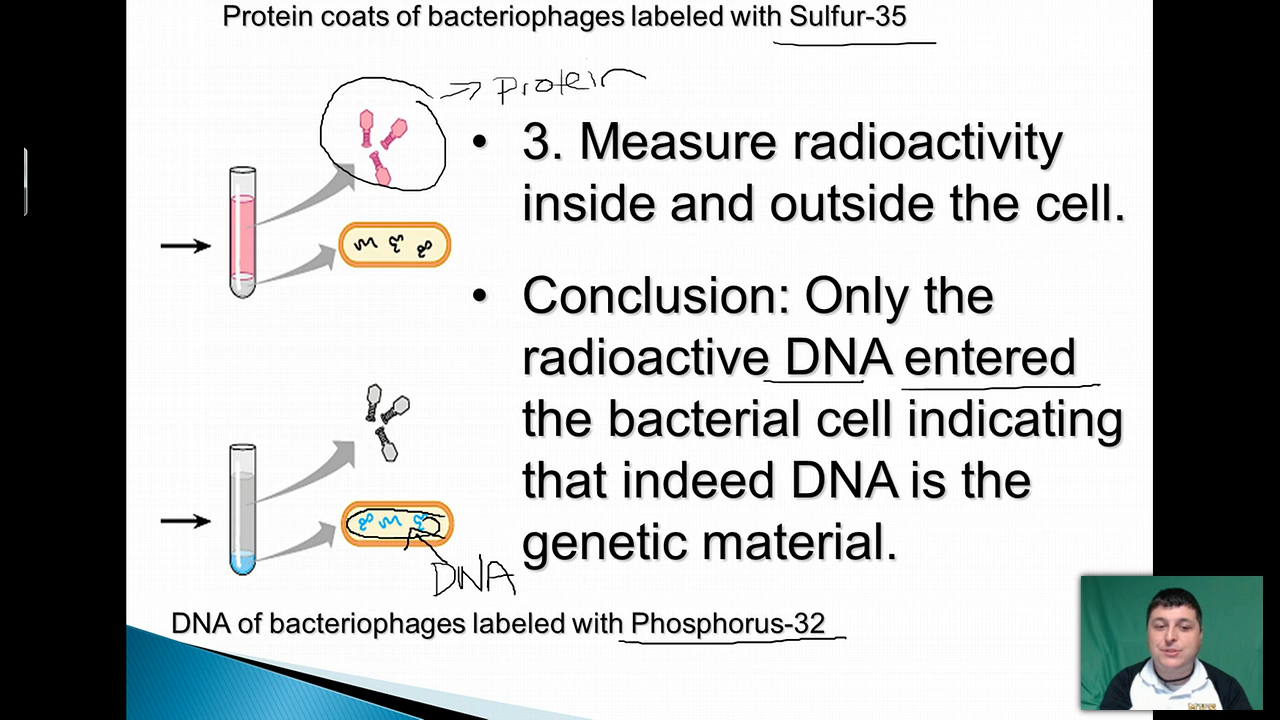 Protein coats of bacteriophages labeled with Sulfur-35
→ Protein
• 3. Measure radioactivity
inside and outside the cell.
• Conclusion: Only the
radioactive DNA entered
the bacterial cell indicating
that indeed DNA is the
genetic material.
DNA
DNA of bacteriophages labeled with Phosphorus-32